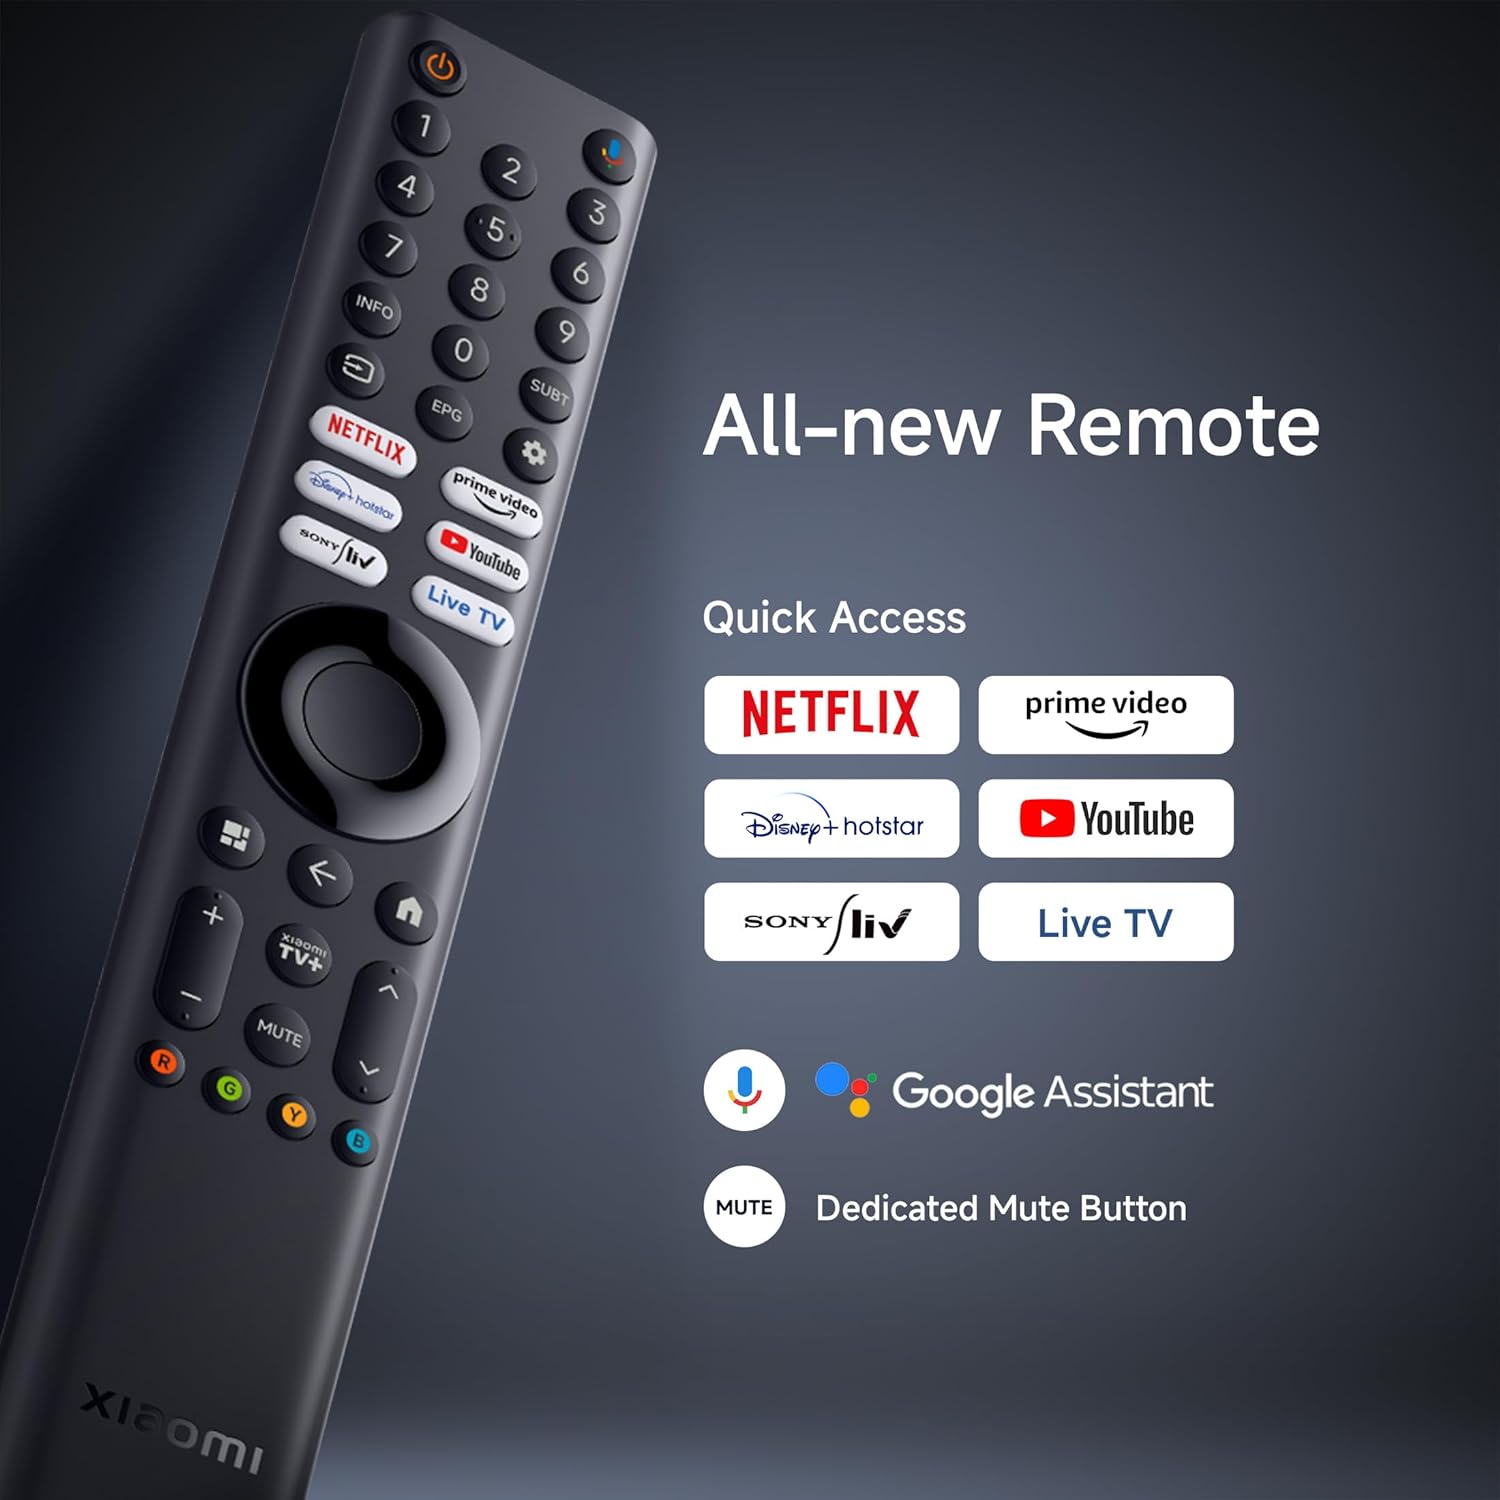 1
2
3
4
5
6
7
8
9
INFO
0
SUBT
EPG
NETFLIX
prime video
Disney+ hotstar
YouTube
SONY liv
Live TV
+
xiaomi
TV+
−
MUTE
R
G
Y
B
xiaomi
All-new Remote
Quick Access
NETFLIX
prime video
Disney+ hotstar
YouTube
SONY liv
Live TV
Google Assistant
MUTE
Dedicated Mute Button